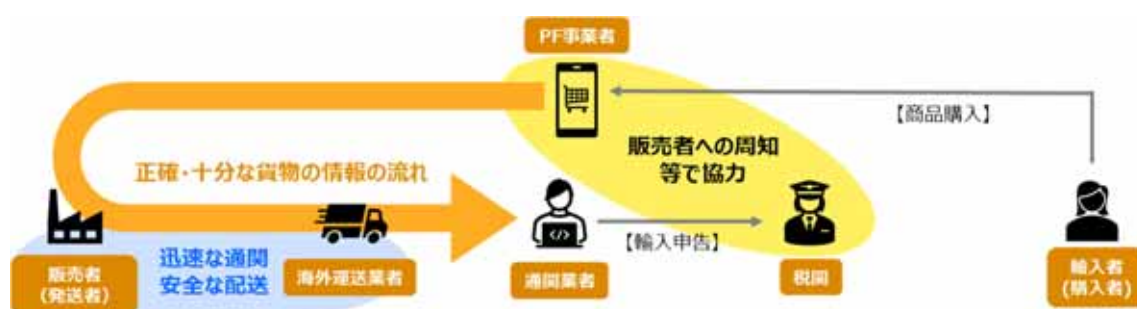 PF事業者
【商品購入】
販売者への周知
等で協力
正確・十分な貨物の情報の流れ
</>
【輸入申告】
迅速な通関
安全な配送
販売者
(発送者)
海外運送業者
通関業者
税関
輸入者
(購入者)